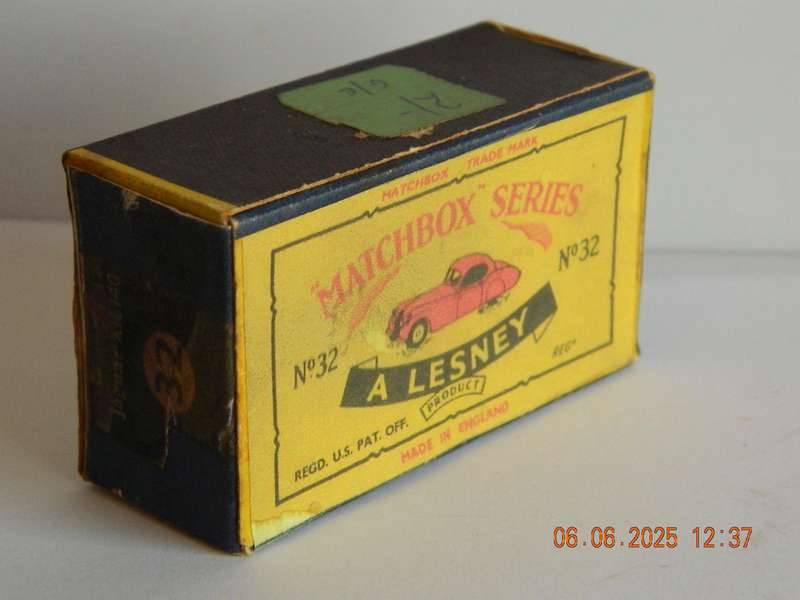 2/-
G/C
MATCHBOX TRADE MARK
"MATCHBOX" SERIES
Nº32
Nº32
A LESNEY
PRODUCT
REGD. U.S. PAT. OFF.
REGᵈ
MADE IN ENGLAND
32
06.06.2025 12:37